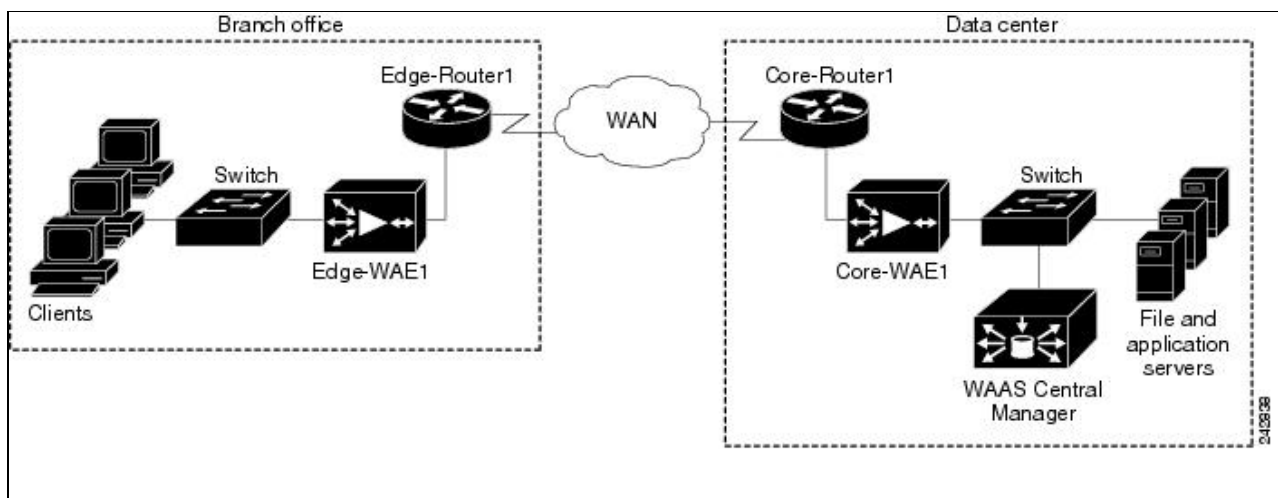 Branch office
Data center
Edge-Router1
Core-Router1
WAN
Switch
Switch
Edge-WAE1
Core-WAE1
Clients
File and
application
servers
WAAS Central
Manager
242938